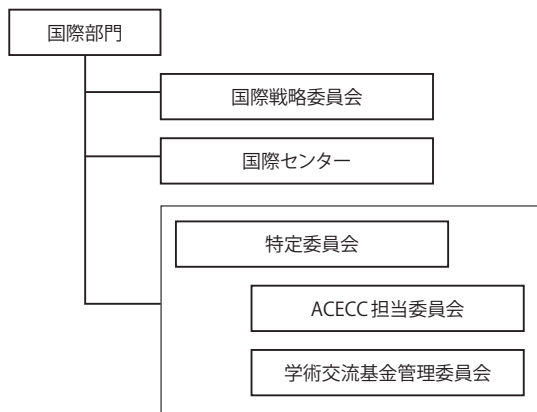 国際部門
国際戦略委員会
国際センター
特定委員会
ACECC担当委員会
学術交流基金管理委員会